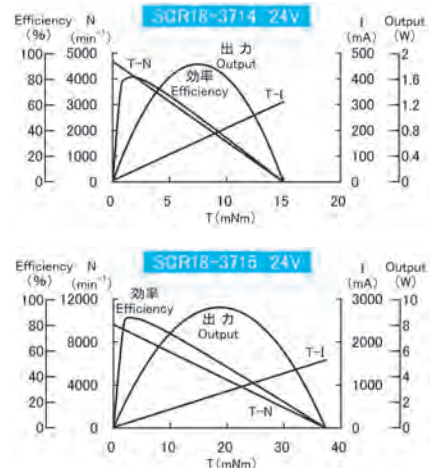 SCR18-3714 24V
Efficiency N I Output
(%) (min⁻¹) (mA) (W)
100 5000 500 2
80 4000 400 1.6
60 3000 300 1.2
40 2000 200 0.8
20 1000 100 0.4
0 0 0 0
T-N
出力
Output
効率
Efficiency
T-I
0 5 10 15 20
T(mNm)
SCR18-3715 24V
Efficiency N I Output
(%) (min⁻¹) (mA) (W)
100 12000 3000 10
80 8
60 8000 2000 6
40 4000 1000 4
20 2
0 0 0 0
効率
Efficiency
出力
Output
T-I
T-N
0 10 20 30 40
T(mNm)